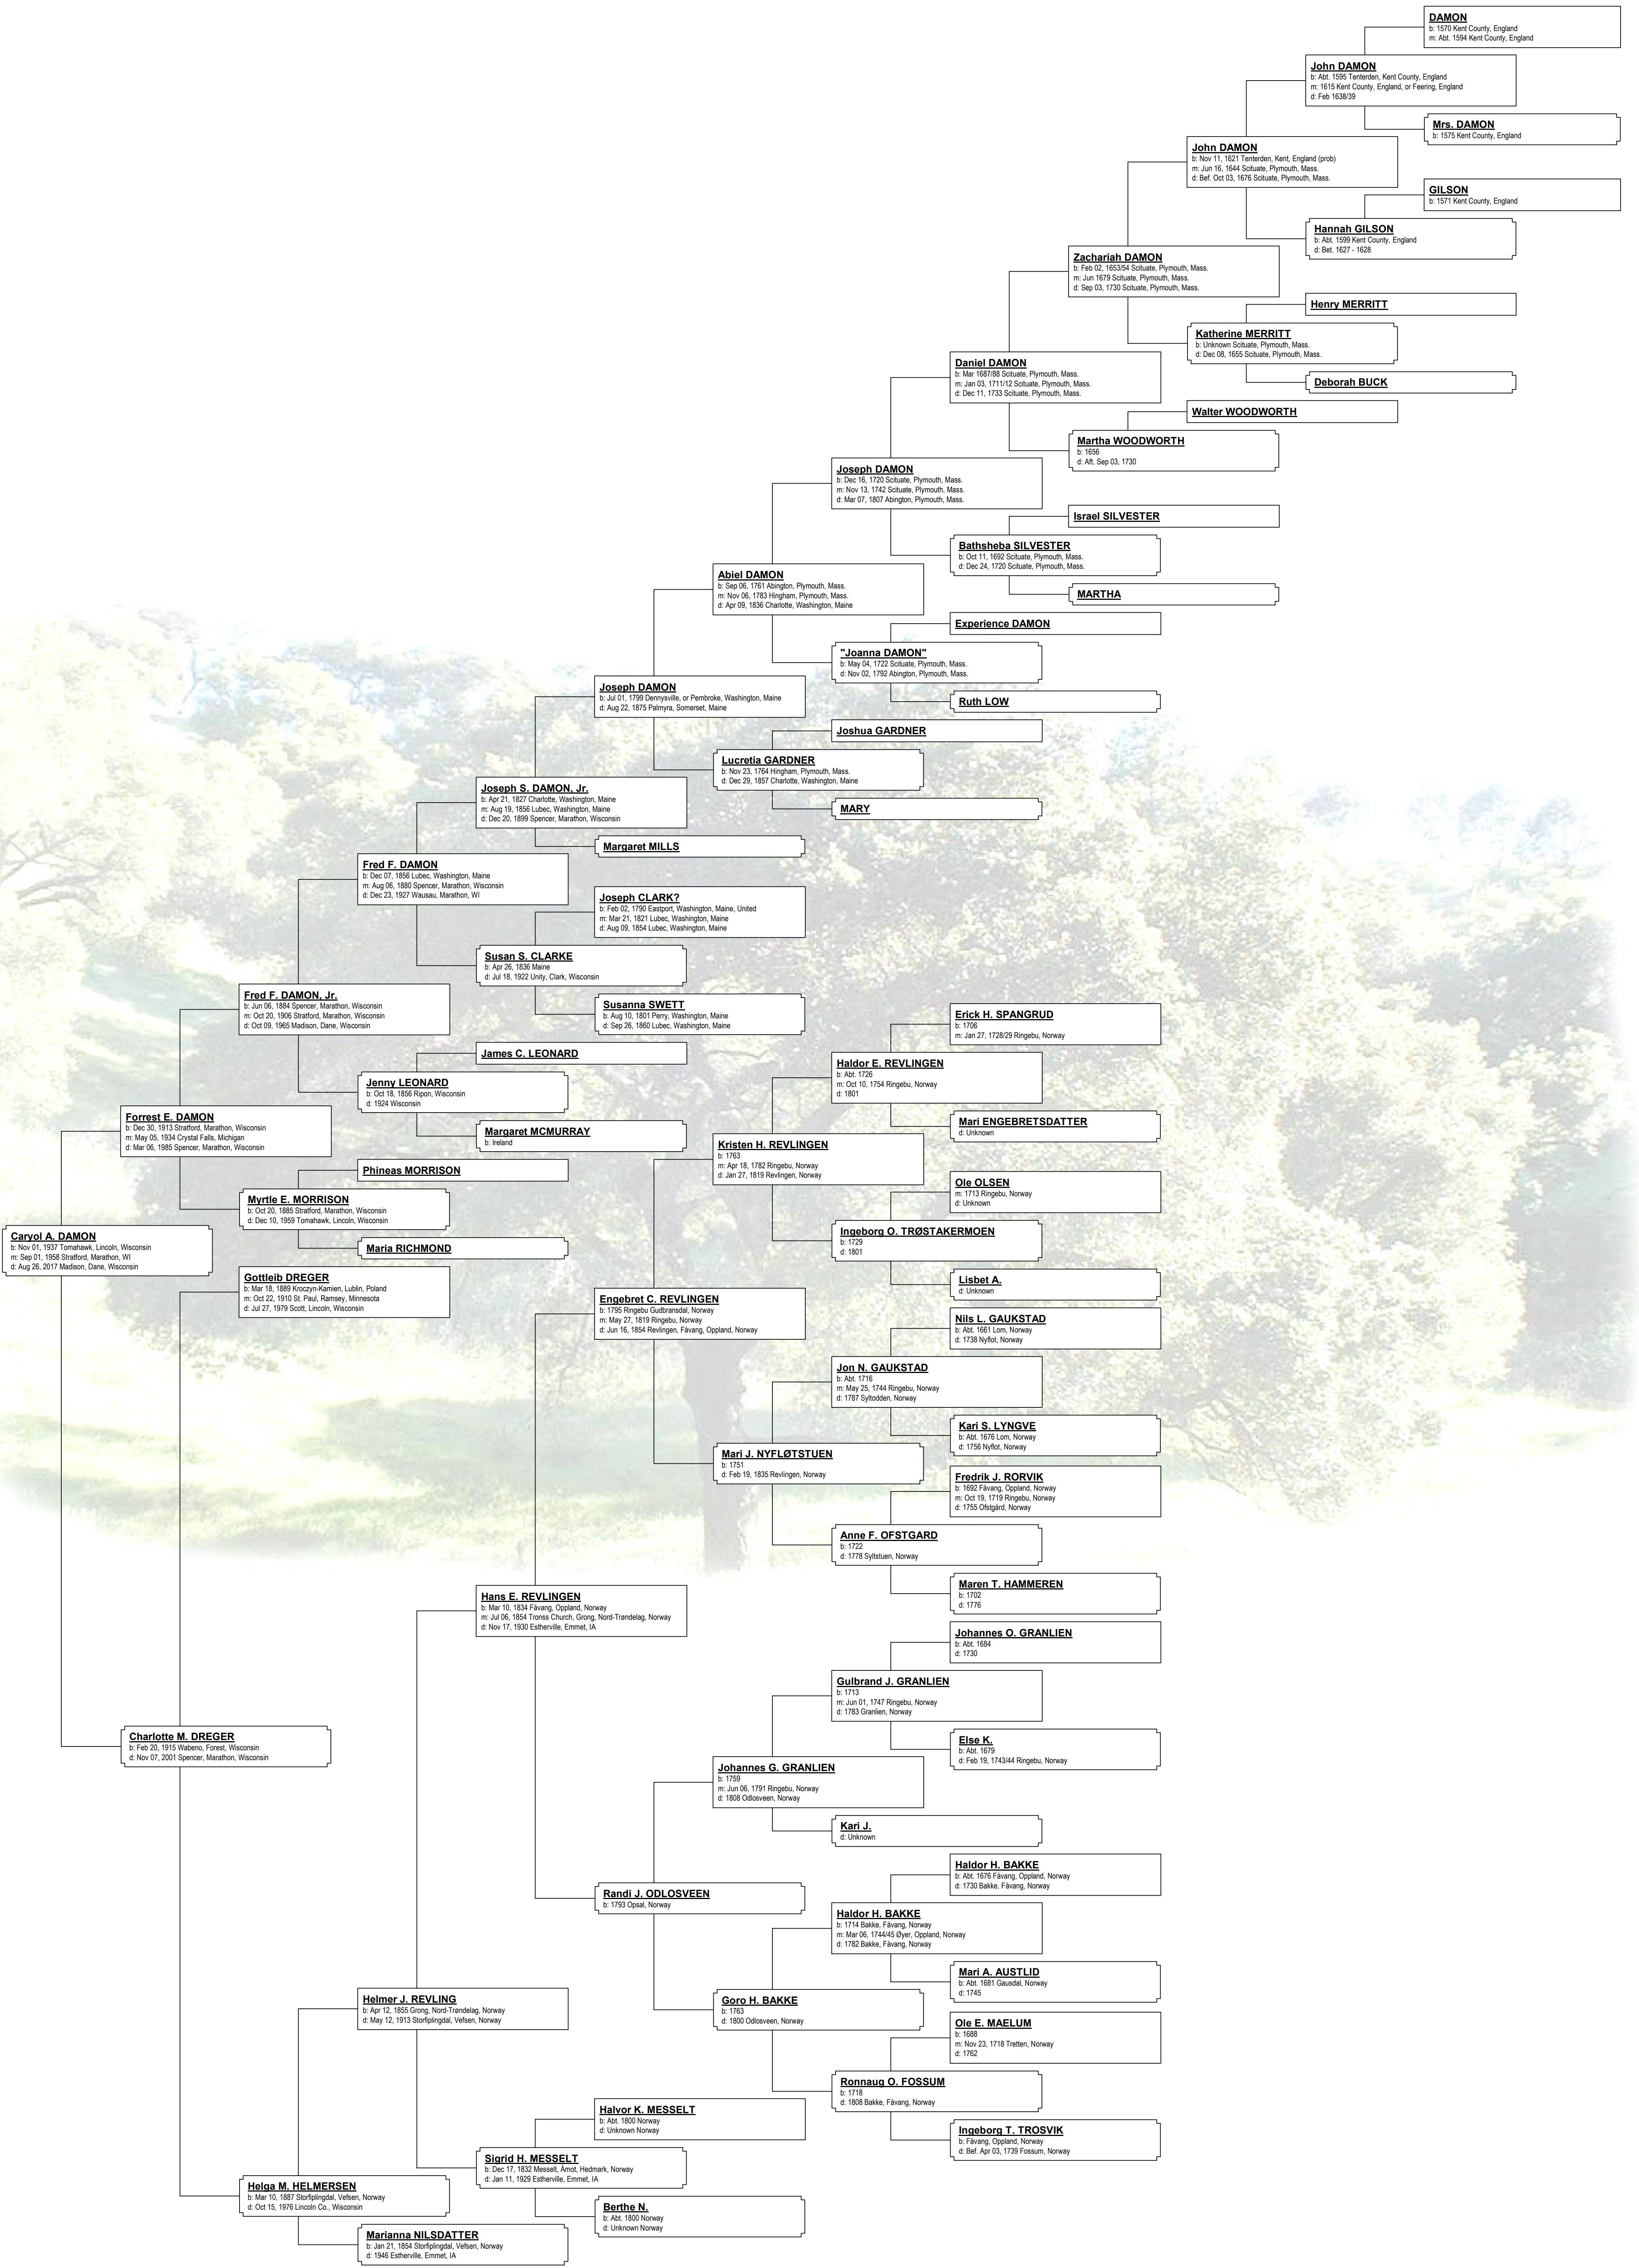 DAMON
b: 1570 Kent County, England
m: Abt. 1594 Kent County, England
John DAMON
b: Abt. 1595 Tenterden, Kent County, England
m: 1615 Kent County, England, or Feering, England
d: Feb 1638/39
Mrs. DAMON
b: 1575 Kent County, England
John DAMON
b: Nov 11, 1621 Tenterden, Kent, England (prob)
m: Jun 16, 1644 Scituate, Plymouth, Mass.
d: Bef. Oct 03, 1676 Scituate, Plymouth, Mass.
GILSON
b: 1571 Kent County, England
Hannah GILSON
b: Abt. 1599 Kent County, England
d: Bet. 1627 - 1628
Zachariah DAMON
b: Feb 02, 1653/54 Scituate, Plymouth, Mass.
m: Jun 1679 Scituate, Plymouth, Mass.
d: Sep 03, 1730 Scituate, Plymouth, Mass.
Henry MERRITT
Katherine MERRITT
b: Unknown Scituate, Plymouth, Mass.
d: Dec 08, 1655 Scituate, Plymouth, Mass.
Deborah BUCK
Daniel DAMON
b: Mar 1687/88 Scituate, Plymouth, Mass.
m: Jan 03, 1711/12 Scituate, Plymouth, Mass.
d: Dec 11, 1733 Scituate, Plymouth, Mass.
Walter WOODWORTH
Martha WOODWORTH
b: 1656
d: Aft. Sep 03, 1730
Joseph DAMON
b: Dec 16, 1720 Scituate, Plymouth, Mass.
m: Nov 13, 1742 Scituate, Plymouth, Mass.
d: Mar 07, 1807 Abington, Plymouth, Mass.
Israel SILVESTER
Bathsheba SILVESTER
b: Oct 11, 1692 Scituate, Plymouth, Mass.
d: Dec 24, 1720 Scituate, Plymouth, Mass.
MARTHA
Abiel DAMON
b: Sep 06, 1761 Abington, Plymouth, Mass.
m: Nov 06, 1783 Hingham, Plymouth, Mass.
d: Apr 09, 1836 Charlotte, Washington, Maine
Experience DAMON
"Joanna DAMON"
b: May 04, 1722 Scituate, Plymouth, Mass.
d: Nov 02, 1792 Abington, Plymouth, Mass.
Ruth LOW
Joseph DAMON
b: Jul 01, 1799 Dennysville, or Pembroke, Washington, Maine
d: Aug 22, 1875 Palmyra, Somerset, Maine
Joshua GARDNER
Lucretia GARDNER
b: Nov 23, 1764 Hingham, Plymouth, Mass.
d: Dec 29, 1857 Charlotte, Washington, Maine
MARY
Joseph S. DAMON, Jr.
b: Apr 21, 1827 Charlotte, Washington, Maine
m: Aug 19, 1856 Lubec, Washington, Maine
d: Dec 20, 1899 Spencer, Marathon, Wisconsin
Margaret MILLS
Fred F. DAMON
b: Dec 07, 1856 Lubec, Washington, Maine
m: Aug 06, 1880 Spencer, Marathon, Wisconsin
d: Dec 23, 1927 Wausau, Marathon, WI
Joseph CLARK?
b: Feb 02, 1790 Eastport, Washington, Maine, United
m: Mar 21, 1821 Lubec, Washington, Maine
d: Aug 09, 1854 Lubec, Washington, Maine
Susan S. CLARKE
b: Apr 26, 1836 Maine
d: Jul 18, 1922 Unity, Clark, Wisconsin
Susanna SWETT
b: Aug 10, 1801 Perry, Washington, Maine
d: Sep 26, 1860 Lubec, Washington, Maine
Fred F. DAMON, Jr.
b: Jun 06, 1884 Spencer, Marathon, Wisconsin
m: Oct 20, 1906 Stratford, Marathon, Wisconsin
d: Oct 09, 1965 Madison, Dane, Wisconsin
James C. LEONARD
Jenny LEONARD
b: Oct 18, 1856 Ripon, Wisconsin
d: 1924 Wisconsin
Margaret MCMURRAY
b: Ireland
Forrest E. DAMON
b: Dec 30, 1913 Stratford, Marathon, Wisconsin
m: May 05, 1934 Crystal Falls, Michigan
d: Mar 06, 1985 Spencer, Marathon, Wisconsin
Phineas MORRISON
Myrtle E. MORRISON
b: Oct 20, 1885 Stratford, Marathon, Wisconsin
d: Dec 10, 1959 Tomahawk, Lincoln, Wisconsin
Maria RICHMOND
Caryol A. DAMON
b: Nov 01, 1937 Tomahawk, Lincoln, Wisconsin
m: Sep 01, 1958 Stratford, Marathon, WI
d: Aug 26, 2017 Madison, Dane, Wisconsin
Gottleib DREGER
b: Mar 18, 1889 Kroczyn-Kamien, Lublin, Poland
m: Oct 22, 1910 St. Paul, Ramsey, Minnesota
d: Jul 27, 1979 Scott, Lincoln, Wisconsin
Erick H. SPANGRUD
b: 1706
m: Jan 27, 1728/29 Ringebu, Norway
Haldor E. REVLINGEN
b: Abt. 1726
m: Oct 10, 1754 Ringebu, Norway
d: 1801
Mari ENGEBRETSDATTER
d: Unknown
Kristen H. REVLINGEN
b: 1763
m: Apr 18, 1782 Ringebu, Norway
d: Jan 27, 1819 Revlingen, Norway
Ole OLSEN
m: 1713 Ringebu, Norway
d: Unknown
Ingeborg O. TRØSTAKERMOEN
b: 1729
d: 1801
Lisbet A.
d: Unknown
Engebret C. REVLINGEN
b: 1795 Ringebu Gudbransdal, Norway
m: May 27, 1819 Ringebu, Norway
d: Jun 16, 1854 Revlingen, Fåvang, Oppland, Norway
Nils L. GAUKSTAD
b: Abt. 1661 Lom, Norway
d: 1738 Nyflot, Norway
Jon N. GAUKSTAD
b: Abt. 1716
m: May 25, 1744 Ringebu, Norway
d: 1787 Syltodden, Norway
Kari S. LYNGVE
b: Abt. 1676 Lom, Norway
d: 1756 Nyflot, Norway
Mari J. NYFLØTSTUEN
b: 1751
d: Feb 19, 1835 Revlingen, Norway
Fredrik J. RORVIK
b: 1692 Fåvang, Oppland, Norway
m: Oct 19, 1719 Ringebu, Norway
d: 1755 Ofstgård, Norway
Anne F. OFSTGARD
b: 1722
d: 1778 Syltstuen, Norway
Maren T. HAMMEREN
b: 1702
d: 1776
Hans E. REVLINGEN
b: Mar 10, 1834 Fåvang, Oppland, Norway
m: Jul 06, 1854 Tronss Church, Grong, Nord-Trøndelag, Norway
d: Nov 17, 1930 Estherville, Emmet, IA
Johannes O. GRANLIEN
b: Abt. 1684
d: 1730
Gulbrand J. GRANLIEN
b: 1713
m: Jun 01, 1747 Ringebu, Norway
d: 1783 Granlien, Norway
Else K.
b: Abt. 1679
d: Feb 19, 1743/44 Ringebu, Norway
Charlotte M. DREGER
b: Feb 20, 1915 Wabeno, Forest, Wisconsin
d: Nov 07, 2001 Spencer, Marathon, Wisconsin
Johannes G. GRANLIEN
b: 1759
m: Jun 06, 1791 Ringebu, Norway
d: 1808 Odlosveen, Norway
Kari J.
d: Unknown
Randi J. ODLOSVEEN
b: 1793 Opsal, Norway
Haldor H. BAKKE
b: Abt. 1676 Fåvang, Oppland, Norway
d: 1730 Bakke, Fåvang, Norway
Haldor H. BAKKE
b: 1714 Bakke, Fåvang, Norway
m: Mar 06, 1744/45 Øyer, Oppland, Norway
d: 1782 Bakke, Fåvang, Norway
Mari A. AUSTLID
b: Abt. 1681 Gausdal, Norway
d: 1745
Goro H. BAKKE
b: 1763
d: 1800 Odlosveen, Norway
Ole E. MAELUM
b: 1688
m: Nov 23, 1718 Tretten, Norway
d: 1762
Ronnaug O. FOSSUM
b: 1718
d: 1808 Bakke, Fåvang, Norway
Ingeborg T. TROSVIK
b: Fåvang, Oppland, Norway
d: Bef. Apr 03, 1739 Fossum, Norway
Helmer J. REVLING
b: Apr 12, 1855 Grong, Nord-Trøndelag, Norway
d: May 12, 1913 Storfiplingdal, Vefsen, Norway
Halvor K. MESSELT
b: Abt. 1800 Norway
d: Unknown Norway
Sigrid H. MESSELT
b: Dec 17, 1832 Messelt, Åmot, Hedmark, Norway
d: Jan 11, 1929 Estherville, Emmet, IA
Berthe N.
b: Abt. 1800 Norway
d: Unknown Norway
Helga M. HELMERSEN
b: Mar 10, 1887 Storfiplingdal, Vefsen, Norway
d: Oct 15, 1976 Lincoln Co., Wisconsin
Marianna NILSDATTER
b: Jan 21, 1854 Storfiplingdal, Vefsen, Norway
d: 1946 Estherville, Emmet, IA